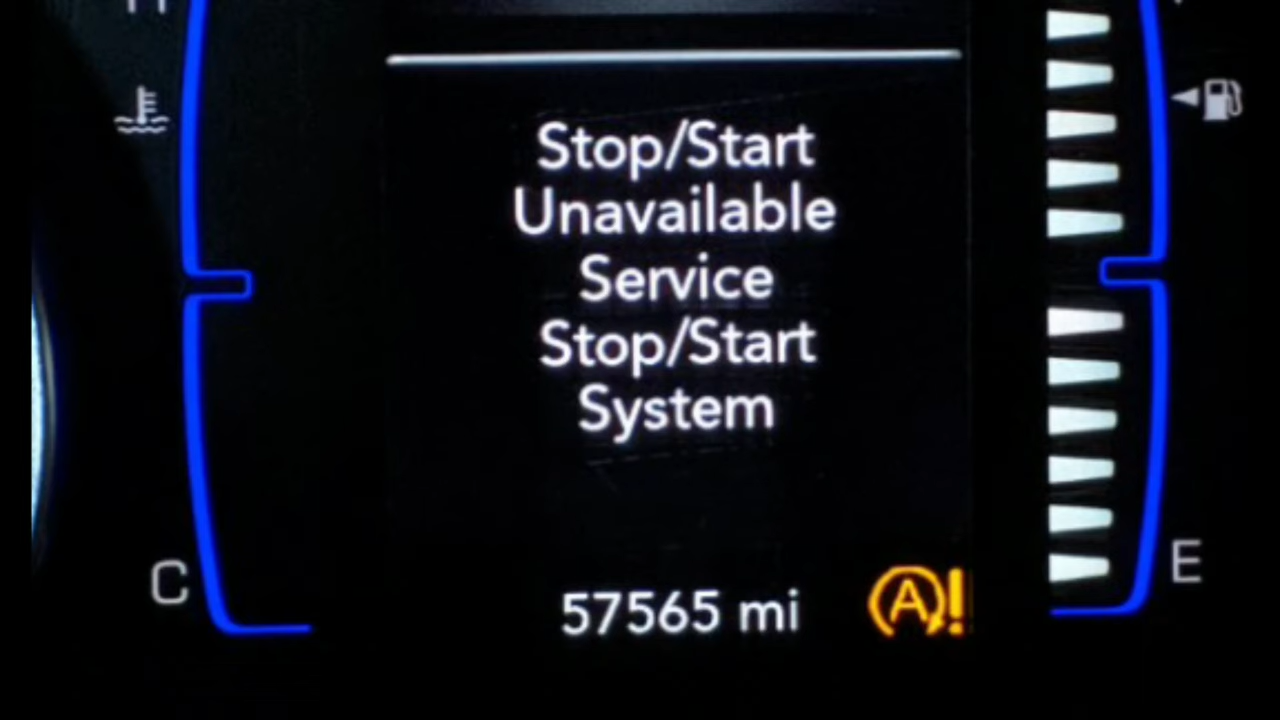 H
Stop/Start
Unavailable
Service
Stop/Start
System
C
E
57565 mi
A!